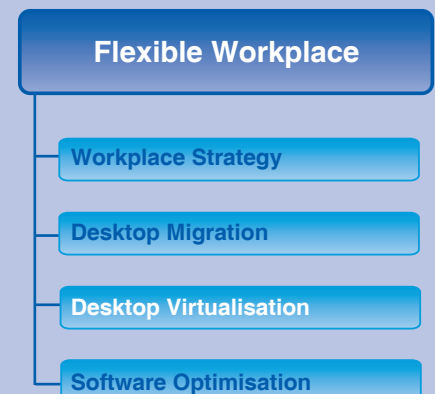 Flexible Workplace
Workplace Strategy
Desktop Migration
Desktop Virtualisation
Software Optimisation